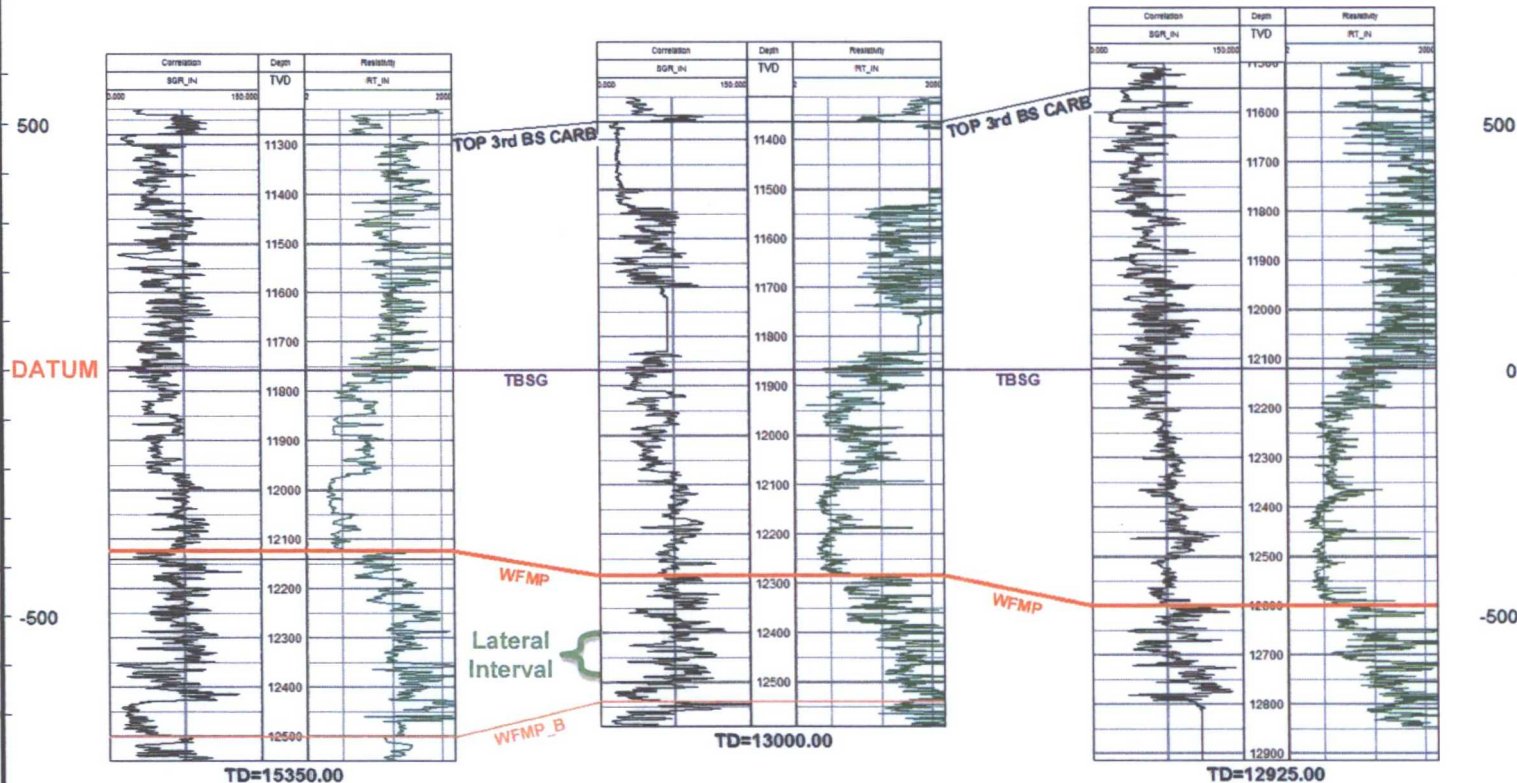 Correlation Depth Resistivity
SGR_IN TVD RT_IN
0.000 150.000 2 2000
11300
11400
11500
11600
11700
11800
11900
12000
12100
12200
12300
12400
12500
TD=15350.00
Correlation Depth Resistivity
SGR_IN TVD RT_IN
0.000 150.000 2 2000
11400
11500
11600
11700
11800
11900
12000
12100
12200
12300
12400
12500
TD=13000.00
Correlation Depth Resistivity
SGR_IN TVD RT_IN
0.000 150.000 2 2000
11500
11600
11700
11800
11900
12000
12100
12200
12300
12400
12500
12600
12700
12800
12900
TD=12925.00
500
DATUM
-500
500
0
-500
TOP 3rd BS CARB
TOP 3rd BS CARB
TBSG
TBSG
WFMP
WFMP
Lateral
Interval
WFMP_B